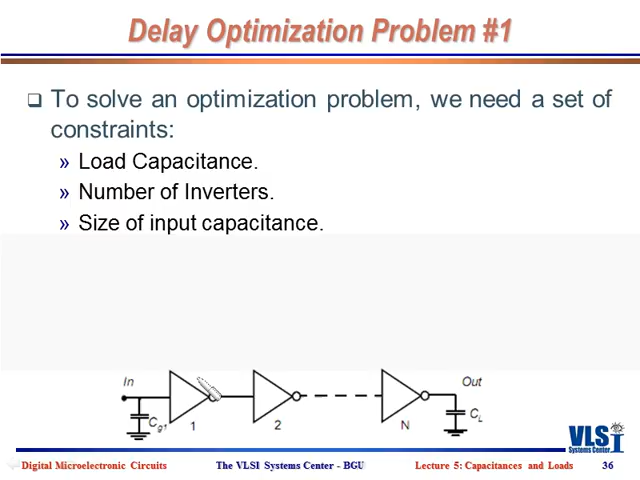 Delay Optimization Problem #1
❑ To solve an optimization problem, we need a set of
constraints:
» Load Capacitance.
» Number of Inverters.
» Size of input capacitance.
In
Out
Cg1
1
2
N
CL
VLSI
Systems Center
Digital Microelectronic Circuits
The VLSI Systems Center - BGU
Lecture 5: Capacitances and Loads
36